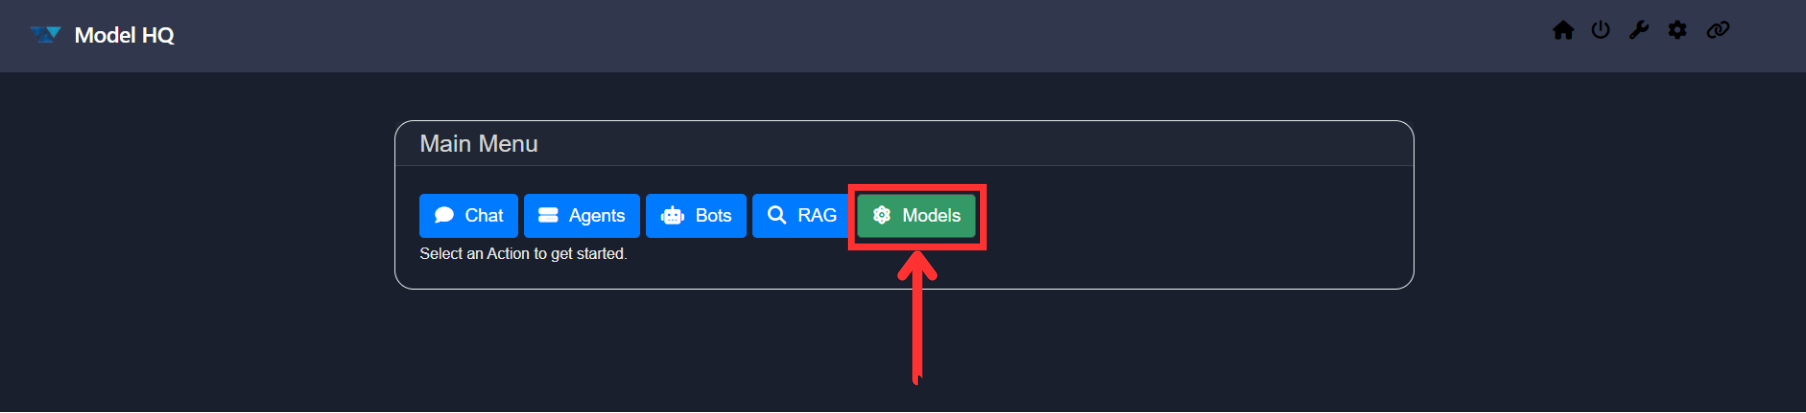 Model HQ
Main Menu
Chat Agents Bots RAG Models
Select an Action to get started.